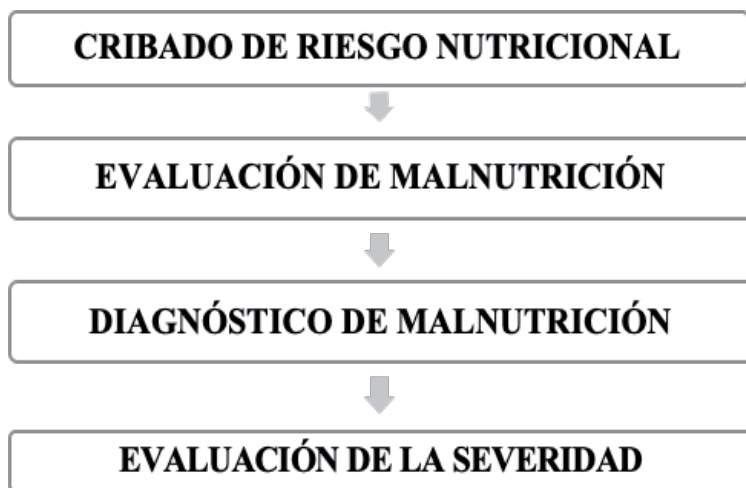 CRIBADO DE RIESGO NUTRICIONAL
EVALUACIÓN DE MALNUTRICIÓN
DIAGNÓSTICO DE MALNUTRICIÓN
EVALUACIÓN DE LA SEVERIDAD